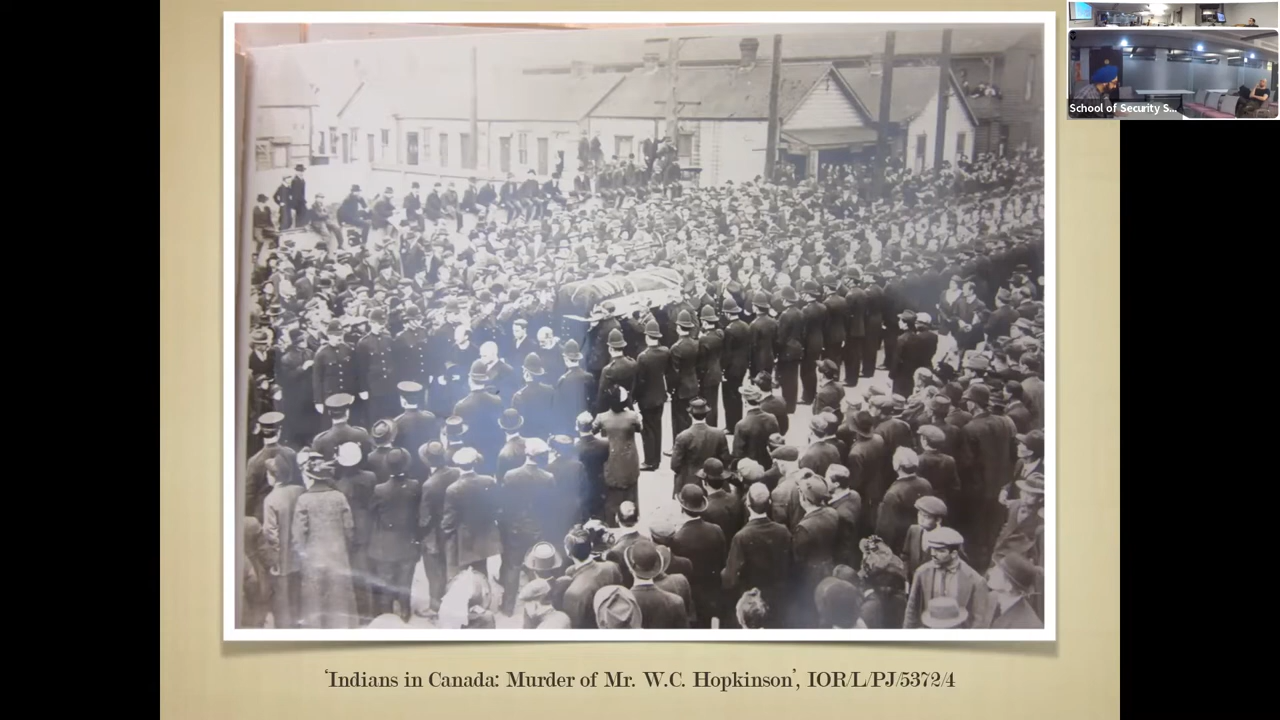 School of Security S...
'Indians in Canada: Murder of Mr. W.C. Hopkinson', IOR/L/PJ/5372/4